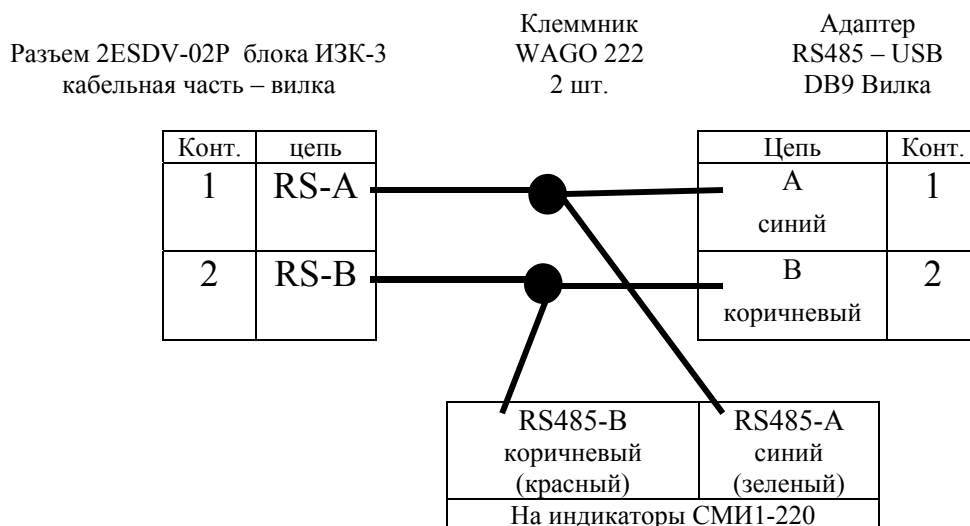 Разъем 2ESDV-02P блока ИЗК-3
кабельная часть – вилка
Клеммник
WAGO 222
2 шт.
Адаптер
RS485 – USB
DB9 Вилка
Конт. цепь
1 RS-A
2 RS-B
Цепь Конт.
A 1
синий
B 2
коричневый
RS485-B RS485-A
коричневый синий
(красный) (зеленый)
На индикаторы СМИ1-220